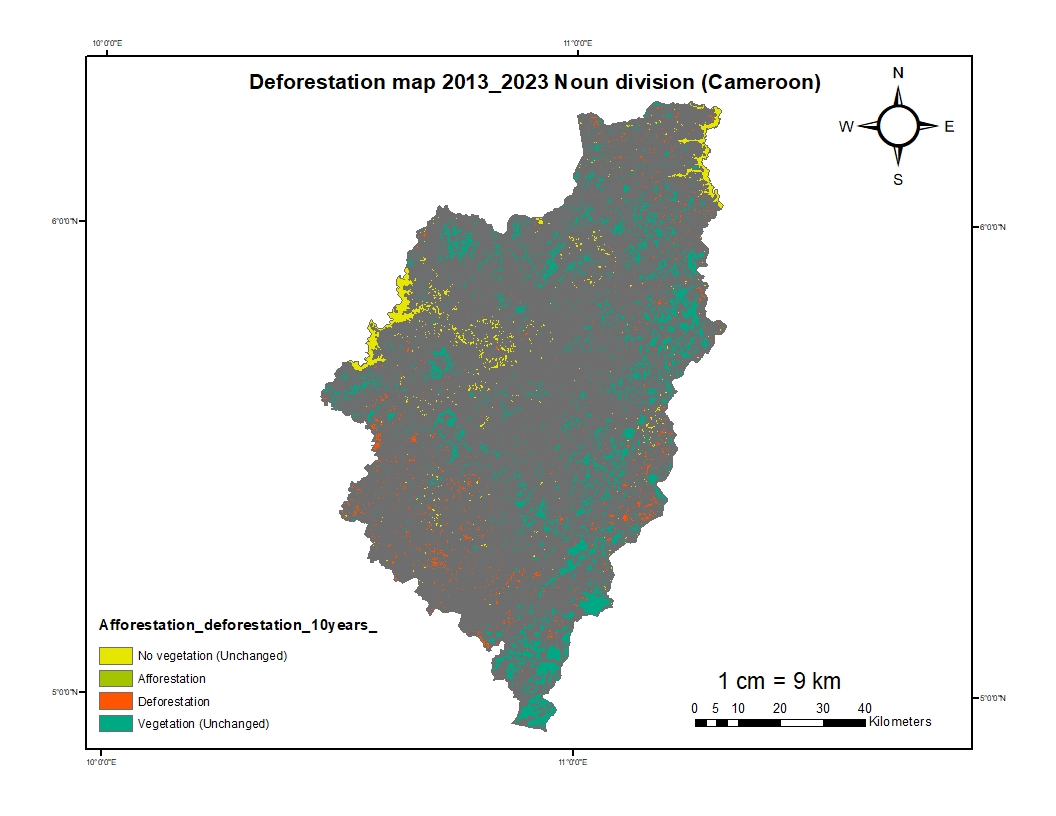 10°0'0"E 11°0'0"E
Deforestation map 2013_2023 Noun division (Cameroon)
N
W E
S
6°0'0"N 6°0'0"N
Afforestation_deforestation_10years_
No vegetation (Unchanged)
Afforestation
Deforestation
Vegetation (Unchanged)
1 cm = 9 km
0 5 10 20 30 40
Kilometers
5°0'0"N 5°0'0"N
10°0'0"E 11°0'0"E